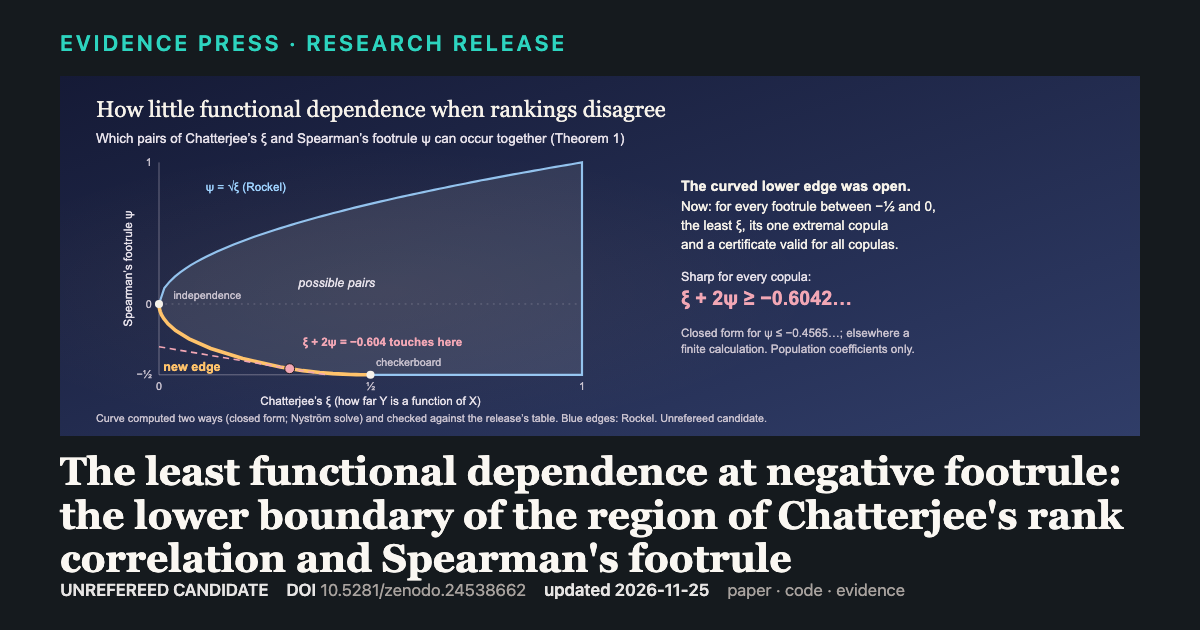 EVIDENCE PRESS · RESEARCH RELEASE
How little functional dependence when rankings disagree
Which pairs of Chatterjee's ξ and Spearman's footrule ψ can occur together (Theorem 1)
1
ψ = √ξ (Rockel)
Spearman's footrule ψ
possible pairs
independence
0
ξ + 2ψ = −0.604 touches here
checkerboard
new edge
−½
0
½
1
Chatterjee's ξ (how far Y is a function of X)
The curved lower edge was open.
Now: for every footrule between −½ and 0,
the least ξ, its one extremal copula
and a certificate valid for all copulas.
Sharp for every copula:
ξ + 2ψ ≥ −0.6042…
Closed form for ψ ≤ −0.4565…; elsewhere a
finite calculation. Population coefficients only.
Curve computed two ways (closed form; Nyström solve) and checked against the release's table. Blue edges: Rockel. Unrefereed candidate.
The least functional dependence at negative footrule:
the lower boundary of the region of Chatterjee's rank
correlation and Spearman's footrule
UNREFEREED CANDIDATE DOI 10.5281/zenodo.24538662 updated 2026-11-25 paper · code · evidence